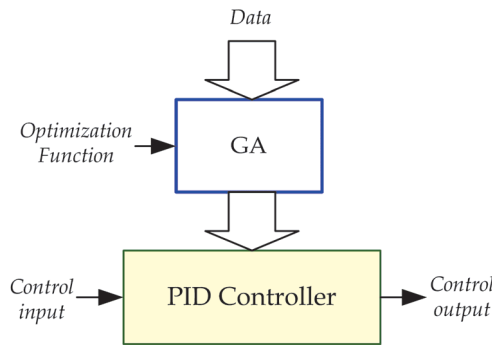 Data
Optimization
Function
GA
Control
input
PID Controller
Control
output